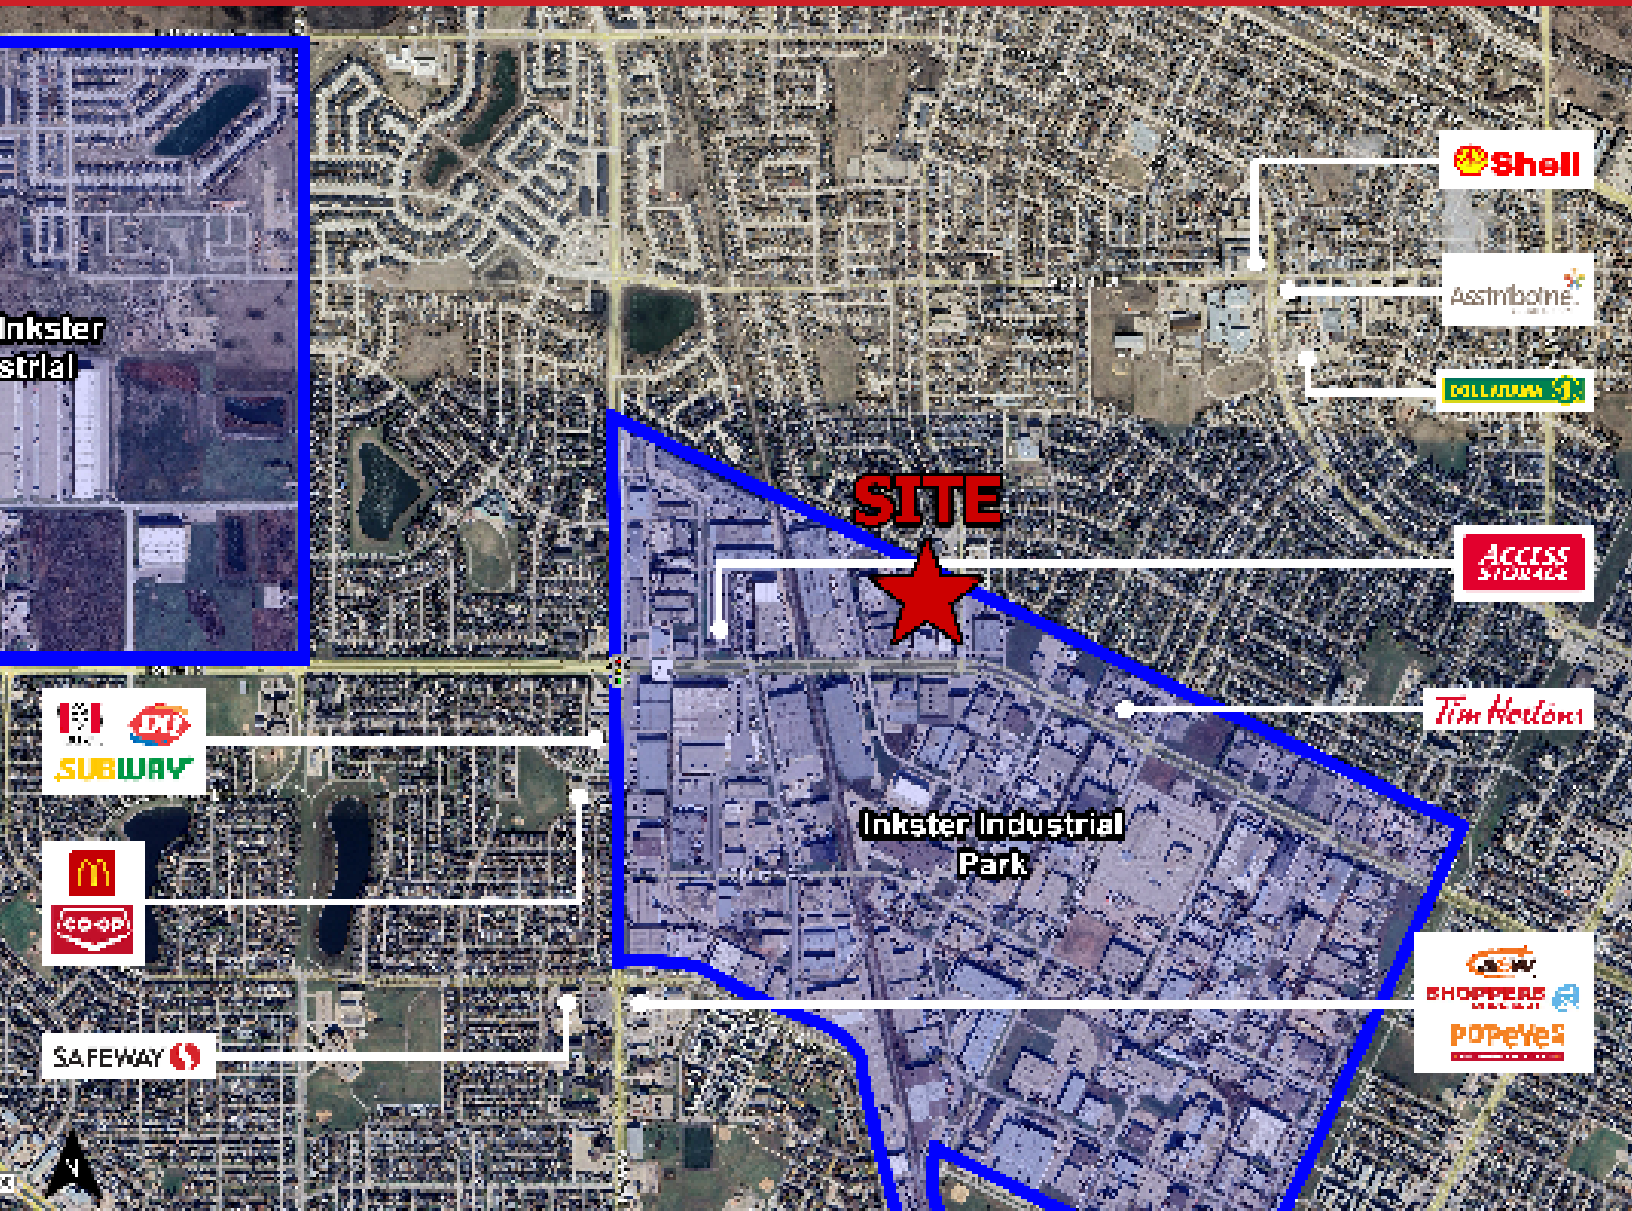 Shell
Assiniboine
DOLLARAMA
Inkster
strial
SITE
ACCESS
STORAGE
Tim Hortons
DQ
SUBWAY
Inkster Industrial
Park
CO-OP
A&W
SHOPPERS
POPEYES
SAFEWAY
N